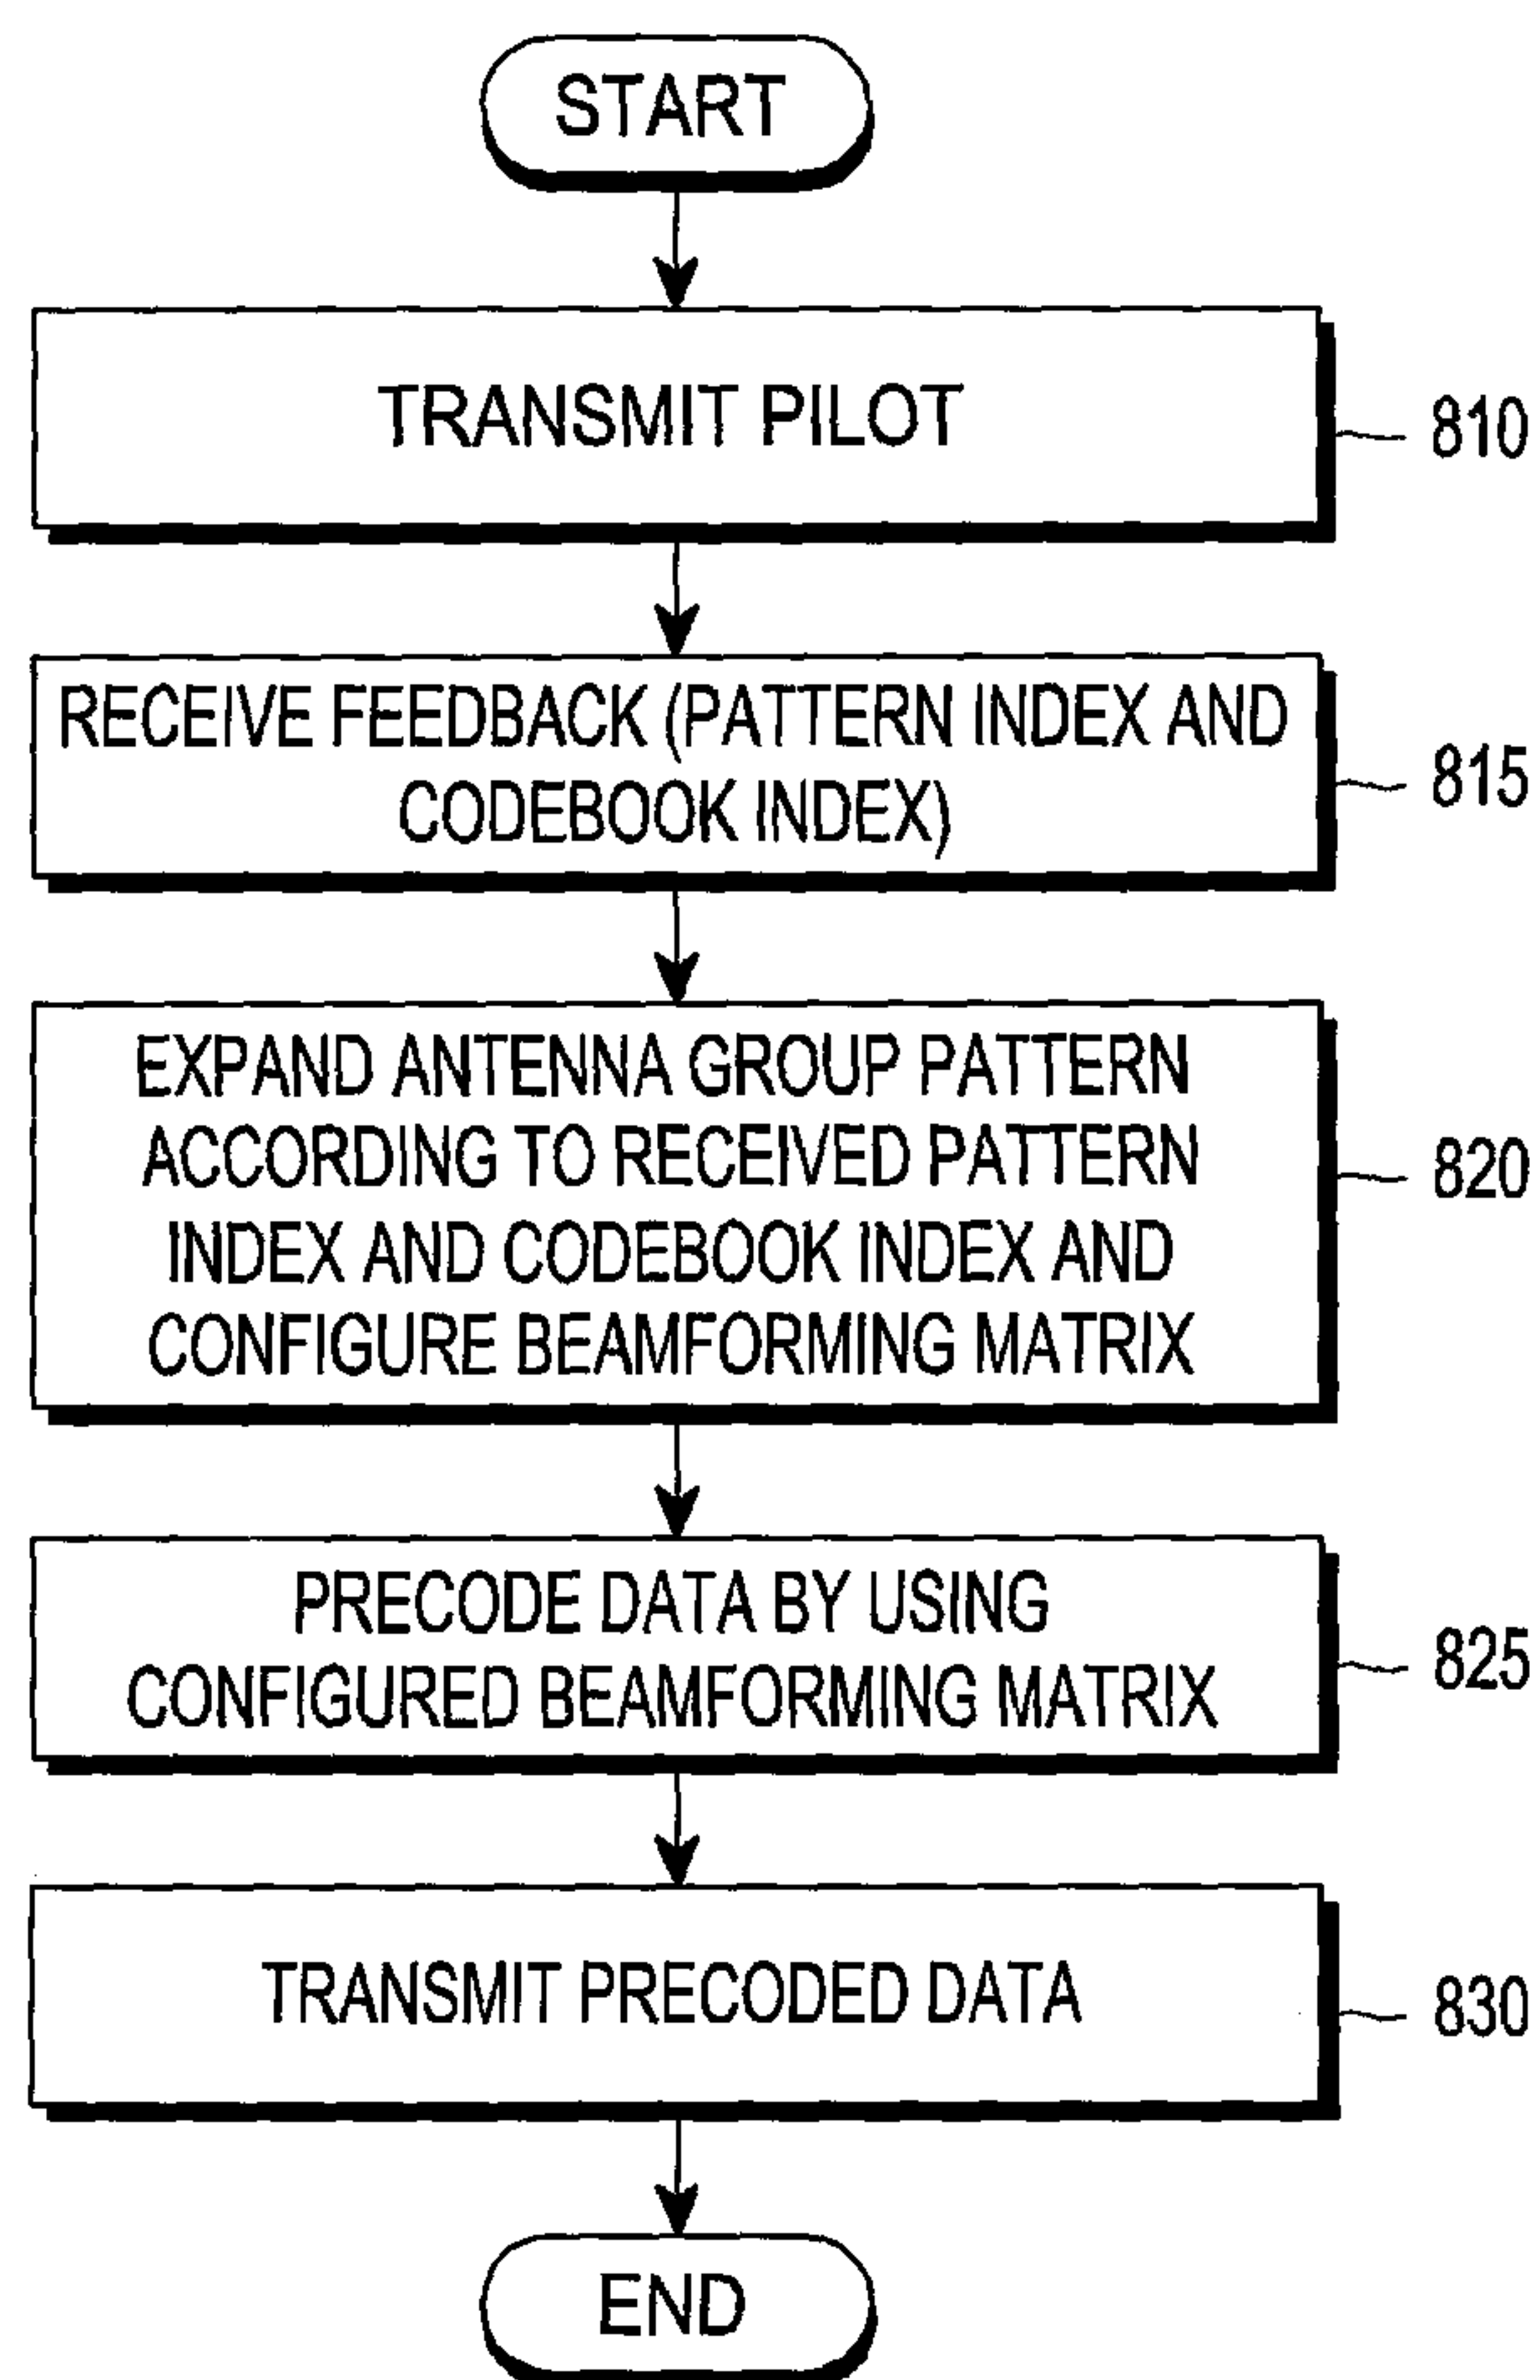 START
TRANSMIT PILOT
810
RECEIVE FEEDBACK (PATTERN INDEX AND
CODEBOOK INDEX)
815
EXPAND ANTENNA GROUP PATTERN
ACCORDING TO RECEIVED PATTERN
INDEX AND CODEBOOK INDEX AND
CONFIGURE BEAMFORMING MATRIX
820
PRECODE DATA BY USING
CONFIGURED BEAMFORMING MATRIX
825
TRANSMIT PRECODED DATA
830
END